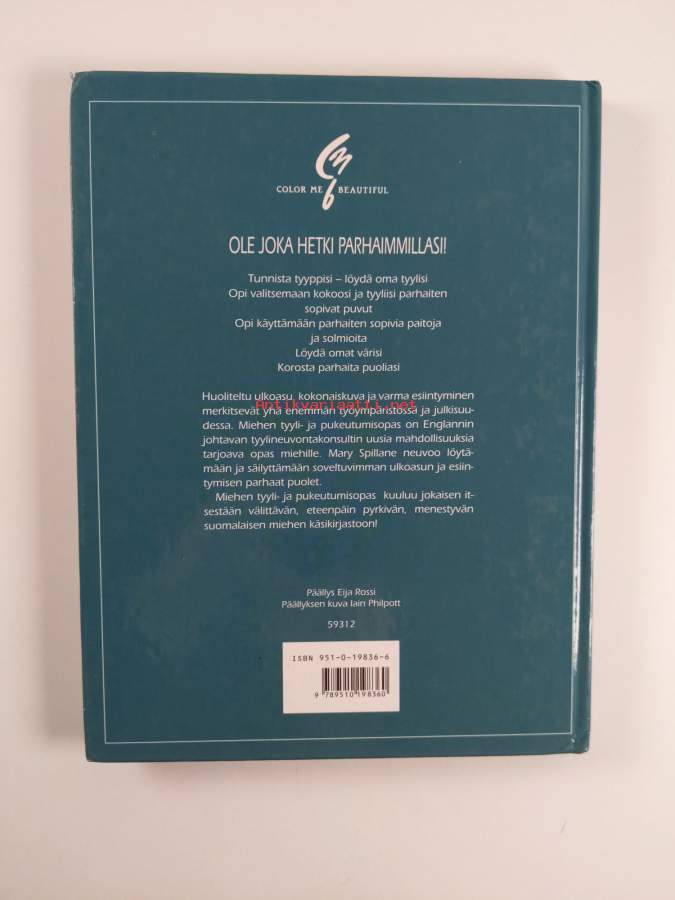 COLOR ME BEAUTIFUL
OLE JOKA HETKI PARHAIMMILLASI!
Tunnista tyyppisi – löydä oma tyylisi
Opi valitsemaan kokoosi ja tyyliisi parhaiten
sopivat puvut
Opi käyttämään parhaiten sopivia paitoja
ja solmioita
Löydä omat värisi
Korosta parhaita puoliasi
Huoliteltu ulkoasu, kokonaiskuva ja varma esiintyminen
merkitsevät yhä enemmän työympäristössä ja julkisuu-
dessa. Miehen tyyli- ja pukeutumisopas on Englannin
johtavan tyylineuvontakonsultin uusia mahdollisuuksia
tarjoava opas miehille. Mary Spillane neuvoo löytä-
mään ja säilyttämään soveltuvimman ulkoasun ja esiin-
tymisen parhaat puolet.
Miehen tyyli- ja pukeutumisopas kuuluu jokaisen it-
sestään välittävän, eteenpäin pyrkivän, menestyvän
suomalaisen miehen käsikirjastoon!
Antikvariaatti.net
Päällys Eija Rossi
Päällyksen kuva Iain Philpott
59312
ISBN 951-0-19836-6
9 789510 198360